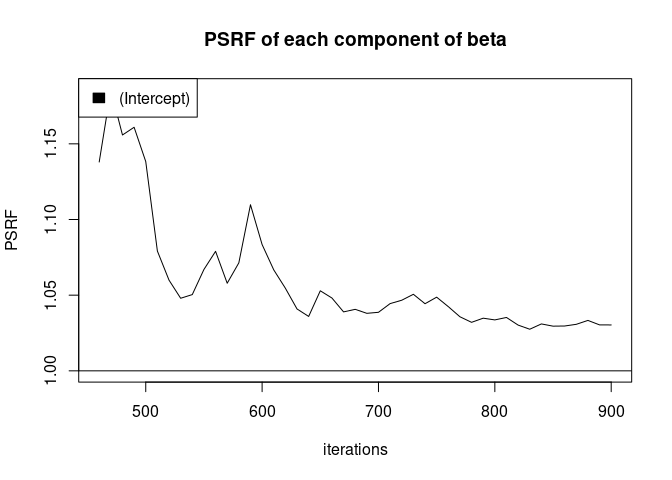 PSRF of each component of beta
(Intercept)
PSRF
1.15
1.10
1.05
1.00
500 600 700 800 900
iterations